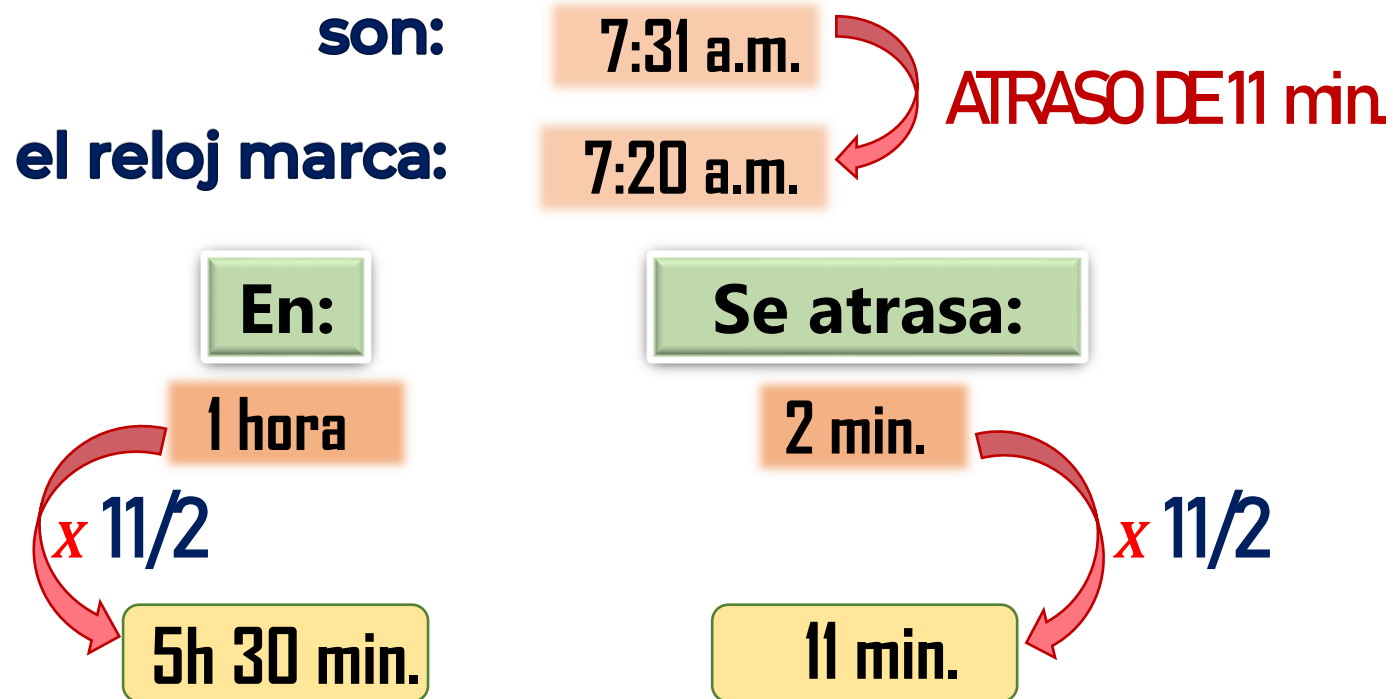 son: 7:31 a.m.
ATRASO DE 11 min.
el reloj marca: 7:20 a.m.
En: Se atrasa:
1 hora 2 min.
x 11/2 x 11/2
5h 30 min. 11 min.